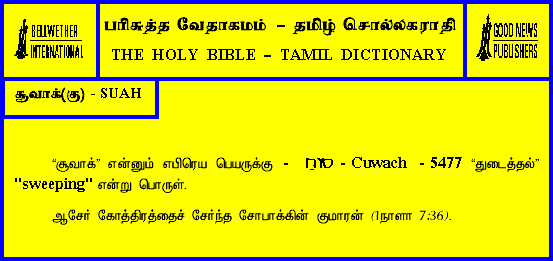 BELLWETHER
INTERNATIONAL
பரிசுத்த வேதாகமம் – தமிழ் சொல்லகராதி
THE HOLY BIBLE – TAMIL DICTIONARY
GOOD NEWS
PUBLISHERS
சூவாக்(கு) - SUAH
“சூவாக்” என்னும் எபிரெய பெயருக்கு - סוּחַ - Cuwach - 5477 “துடைத்தல்”
"sweeping" என்று பொருள்.
ஆசேர் கோத்திரத்தைச் சேர்ந்த சோபாக்கின் குமாரன் (1நாளா 7:36).